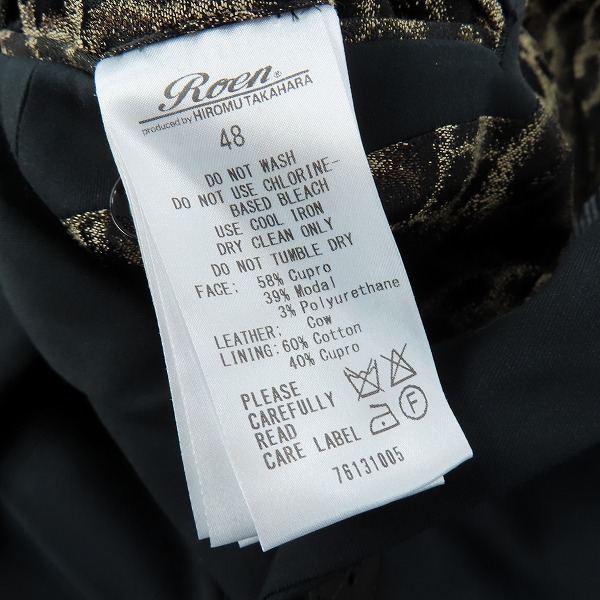 Roen®
produced by HIROMU TAKAHARA
48
DO NOT WASH
DO NOT USE CHLORINE-
BASED BLEACH
USE COOL IRON
DRY CLEAN ONLY
DO NOT TUMBLE DRY
FACE: 58% Cupro
39% Modal
3% Polyurethane
LEATHER: Cow
LINING: 60% Cotton
40% Cupro
PLEASE
CAREFULLY
READ
CARE LABEL
F
76131005